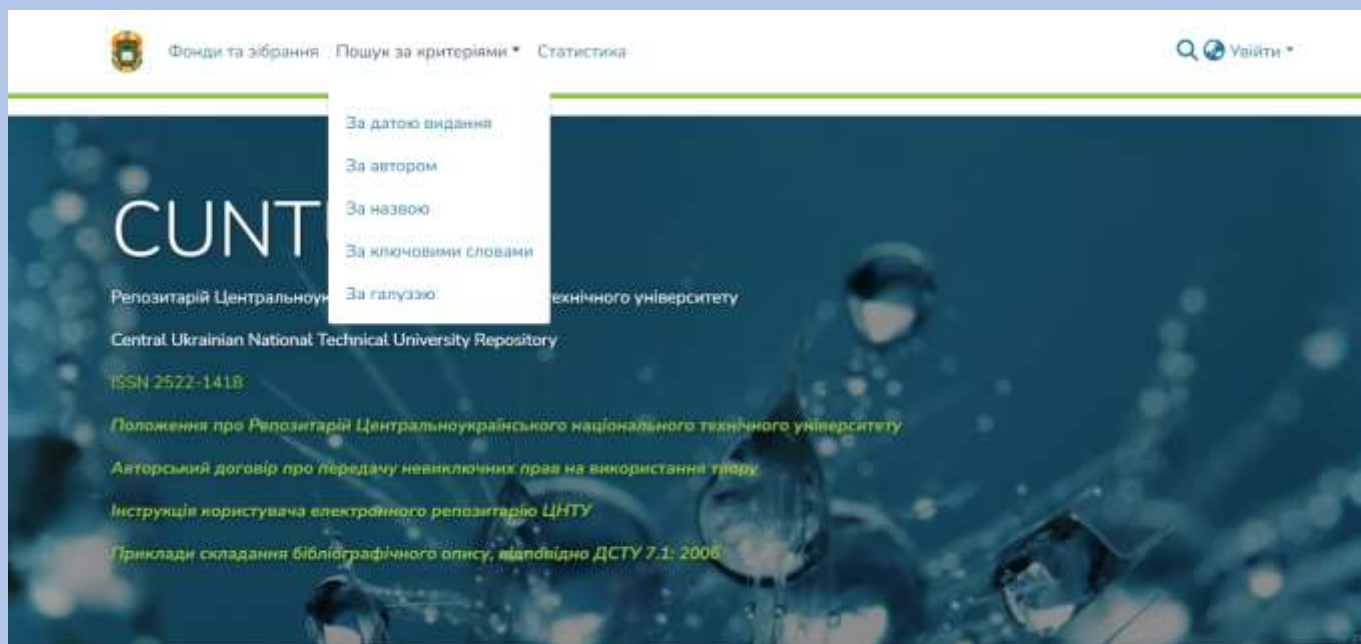 Фонди та зібрання Пошук за критеріями Статистика Увійти
За датою видання
За автором
За назвою
За ключовими словами
За галуззю
CUNT
Репозитарій технічного університету
Central Ukrainian National Technical University Repository
ISSN 2522-1418
Положення про Репозитарій Центральноукраїнського національного технічного університету
Авторський договір про передачу невиключних прав на використання твору
Інструкція користувача електронного репозитарію ЦНТУ
Приклади складання бібліографічного опису, відповідно ДСТУ 7.1: 2006